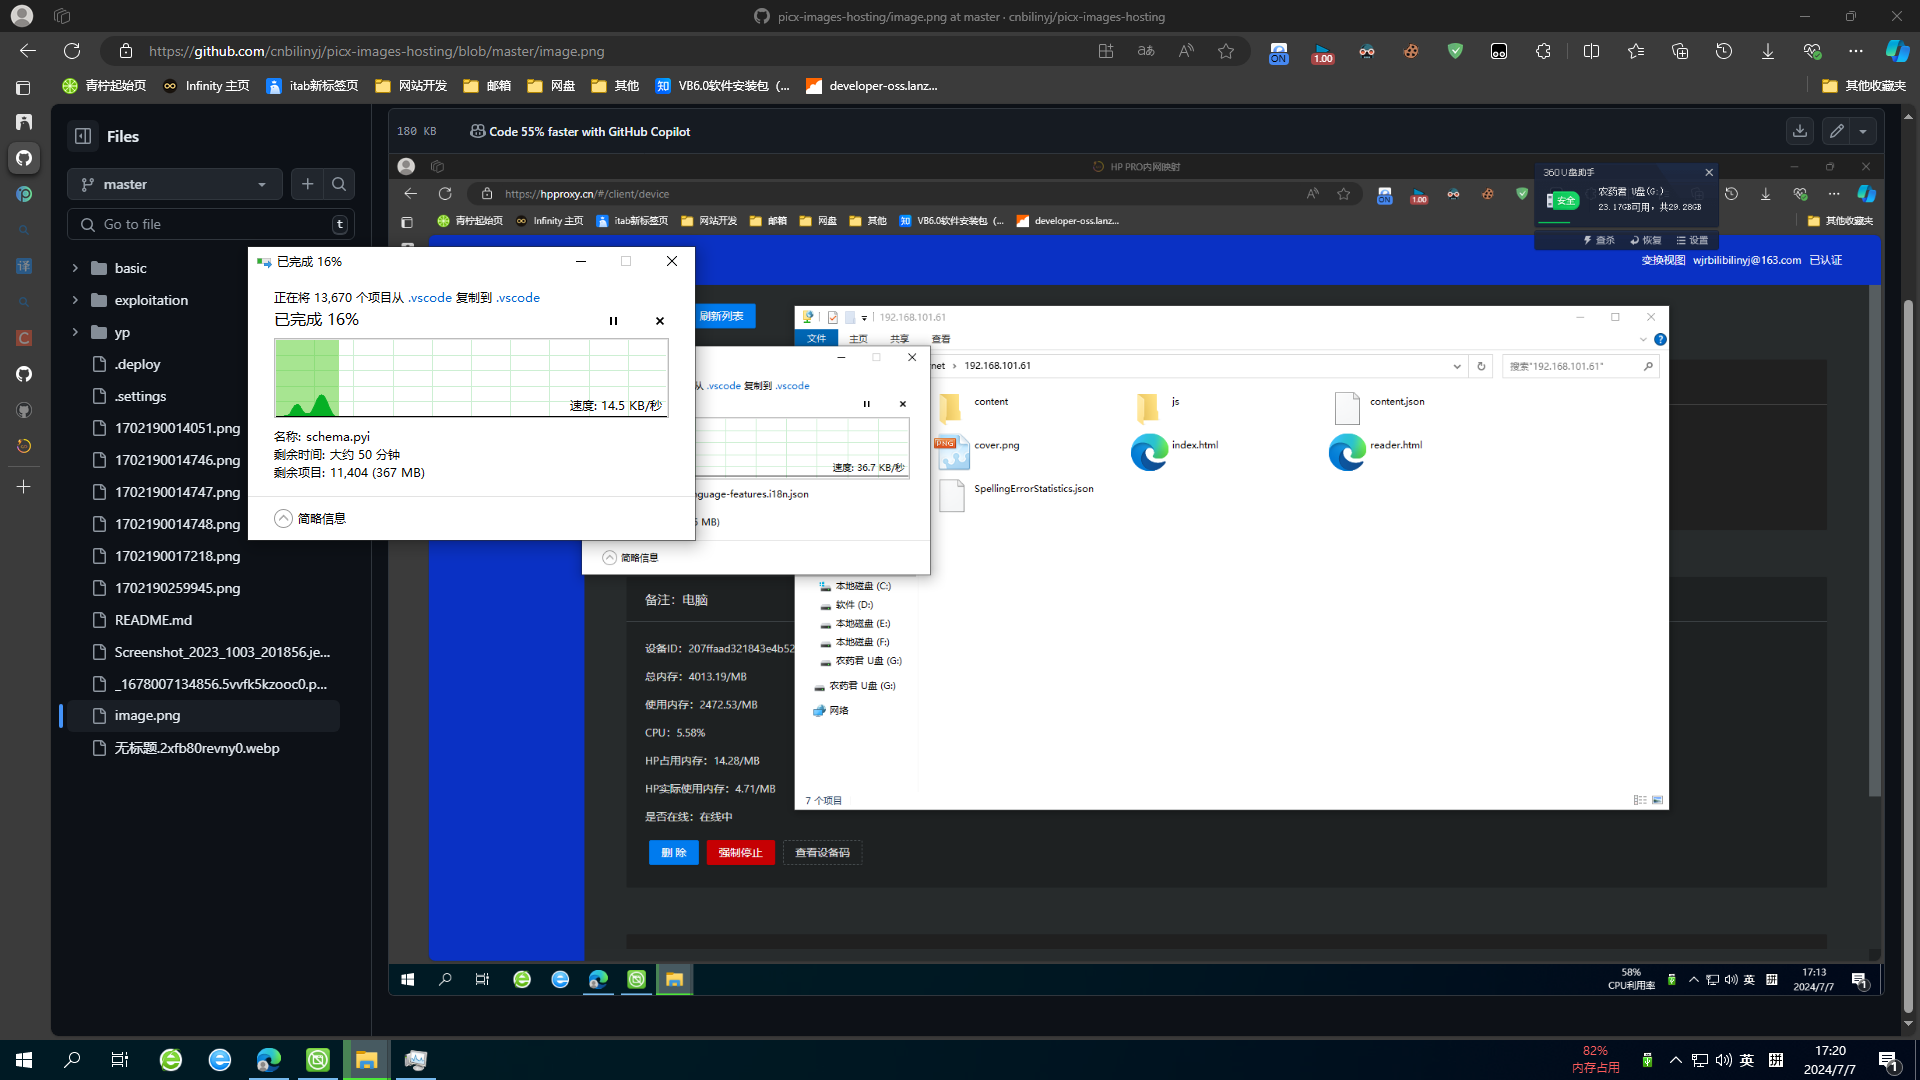 picx-images-hosting/image.png at master · cnbilinyj/picx-images-hosting
https://github.com/cnbilinyj/picx-images-hosting/blob/master/image.png
ON
1.00
青柠起始页
Infinity 主页
itab新标签页
网站开发
邮箱
网盘
其他
VB6.0软件安装包（...
developer-oss.lanz...
其他收藏夹
Files
master
Go to file
t
basic
exploitation
yp
.deploy
.settings
1702190014051.png
1702190014746.png
1702190014747.png
1702190014748.png
1702190017218.png
1702190259945.png
README.md
Screenshot_2023_1003_201856.je...
_1678007134856.5vvfk5kzooc0.p...
image.png
无标题.2xfb80revny0.webp
180 KB
Code 55% faster with GitHub Copilot
HP PRO内网映射
https://hpproxy.cn/#/client/device
ON
1.00
青柠起始页
Infinity 主页
itab新标签页
网站开发
邮箱
网盘
其他
VB6.0软件安装包（...
developer-oss.lanz...
其他收藏夹
360U盘助手
安全
农药君 U盘(G:)
23.17GB可用，共29.28GB
查杀
恢复
设置
变换视图
wjrbilibilinyj@163.com
已认证
已完成 16%
正在将 13,670 个项目从 .vscode 复制到 .vscode
已完成 16%
速度: 14.5 KB/秒
名称: schema.pyi
剩余时间: 大约 50 分钟
剩余项目: 11,404 (367 MB)
简略信息
刷新列表
从 .vscode 复制到 .vscode
速度: 36.7 KB/秒
nguage-features.i18n.json
MB)
简略信息
192.168.101.61
文件
主页
共享
查看
net
192.168.101.61
搜索"192.168.101.61"
content
js
content.json
PNG
cover.png
index.html
reader.html
SpellingErrorStatistics.json
本地磁盘 (C:)
软件 (D:)
本地磁盘 (E:)
本地磁盘 (F:)
农药君 U盘 (G:)
农药君 U盘 (G:)
网络
7 个项目
备注：电脑
设备ID：207ffaad321843e4b52
总内存：4013.19/MB
使用内存：2472.53/MB
CPU：5.58%
HP占用内存：14.28/MB
HP实际使用内存：4.71/MB
是否在线：在线中
删 除
强制停止
查看设备码
58%
CPU利用率
英
拼
17:13
2024/7/7
1
82%
内存占用
英
拼
17:20
2024/7/7
1